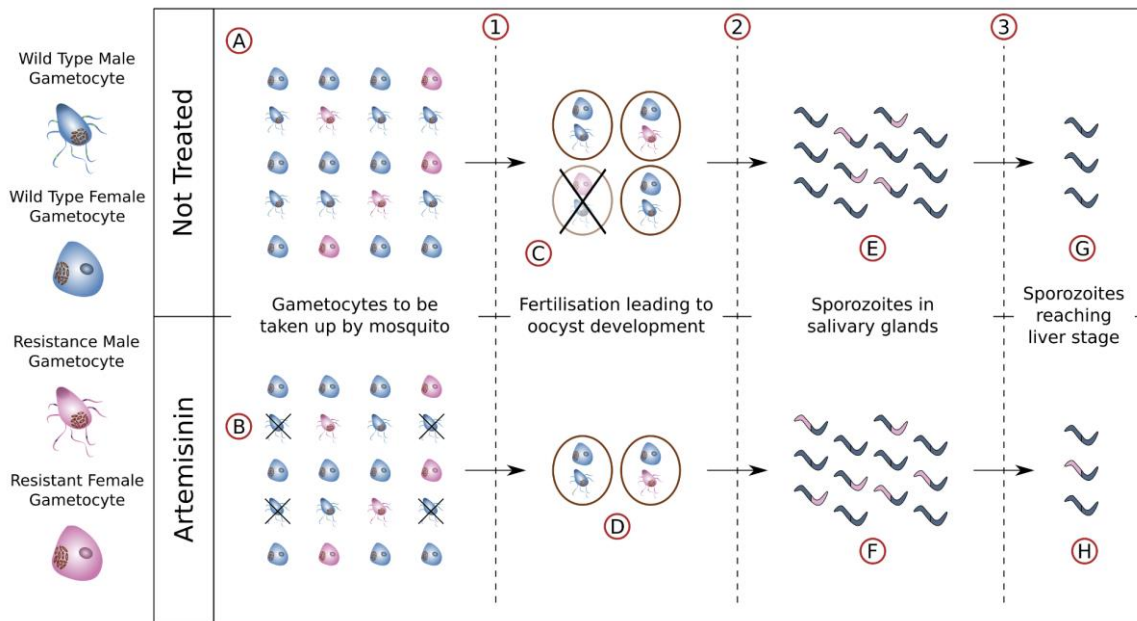 Wild Type Male
Gametocyte
Wild Type Female
Gametocyte
Resistance Male
Gametocyte
Resistant Female
Gametocyte
Not Treated
Artemisinin
1
2
3
A
C
E
G
Gametocytes to be
taken up by mosquito
Fertilisation leading to
oocyst development
Sporozoites in
salivary glands
Sporozoites
reaching
liver stage
B
D
F
H